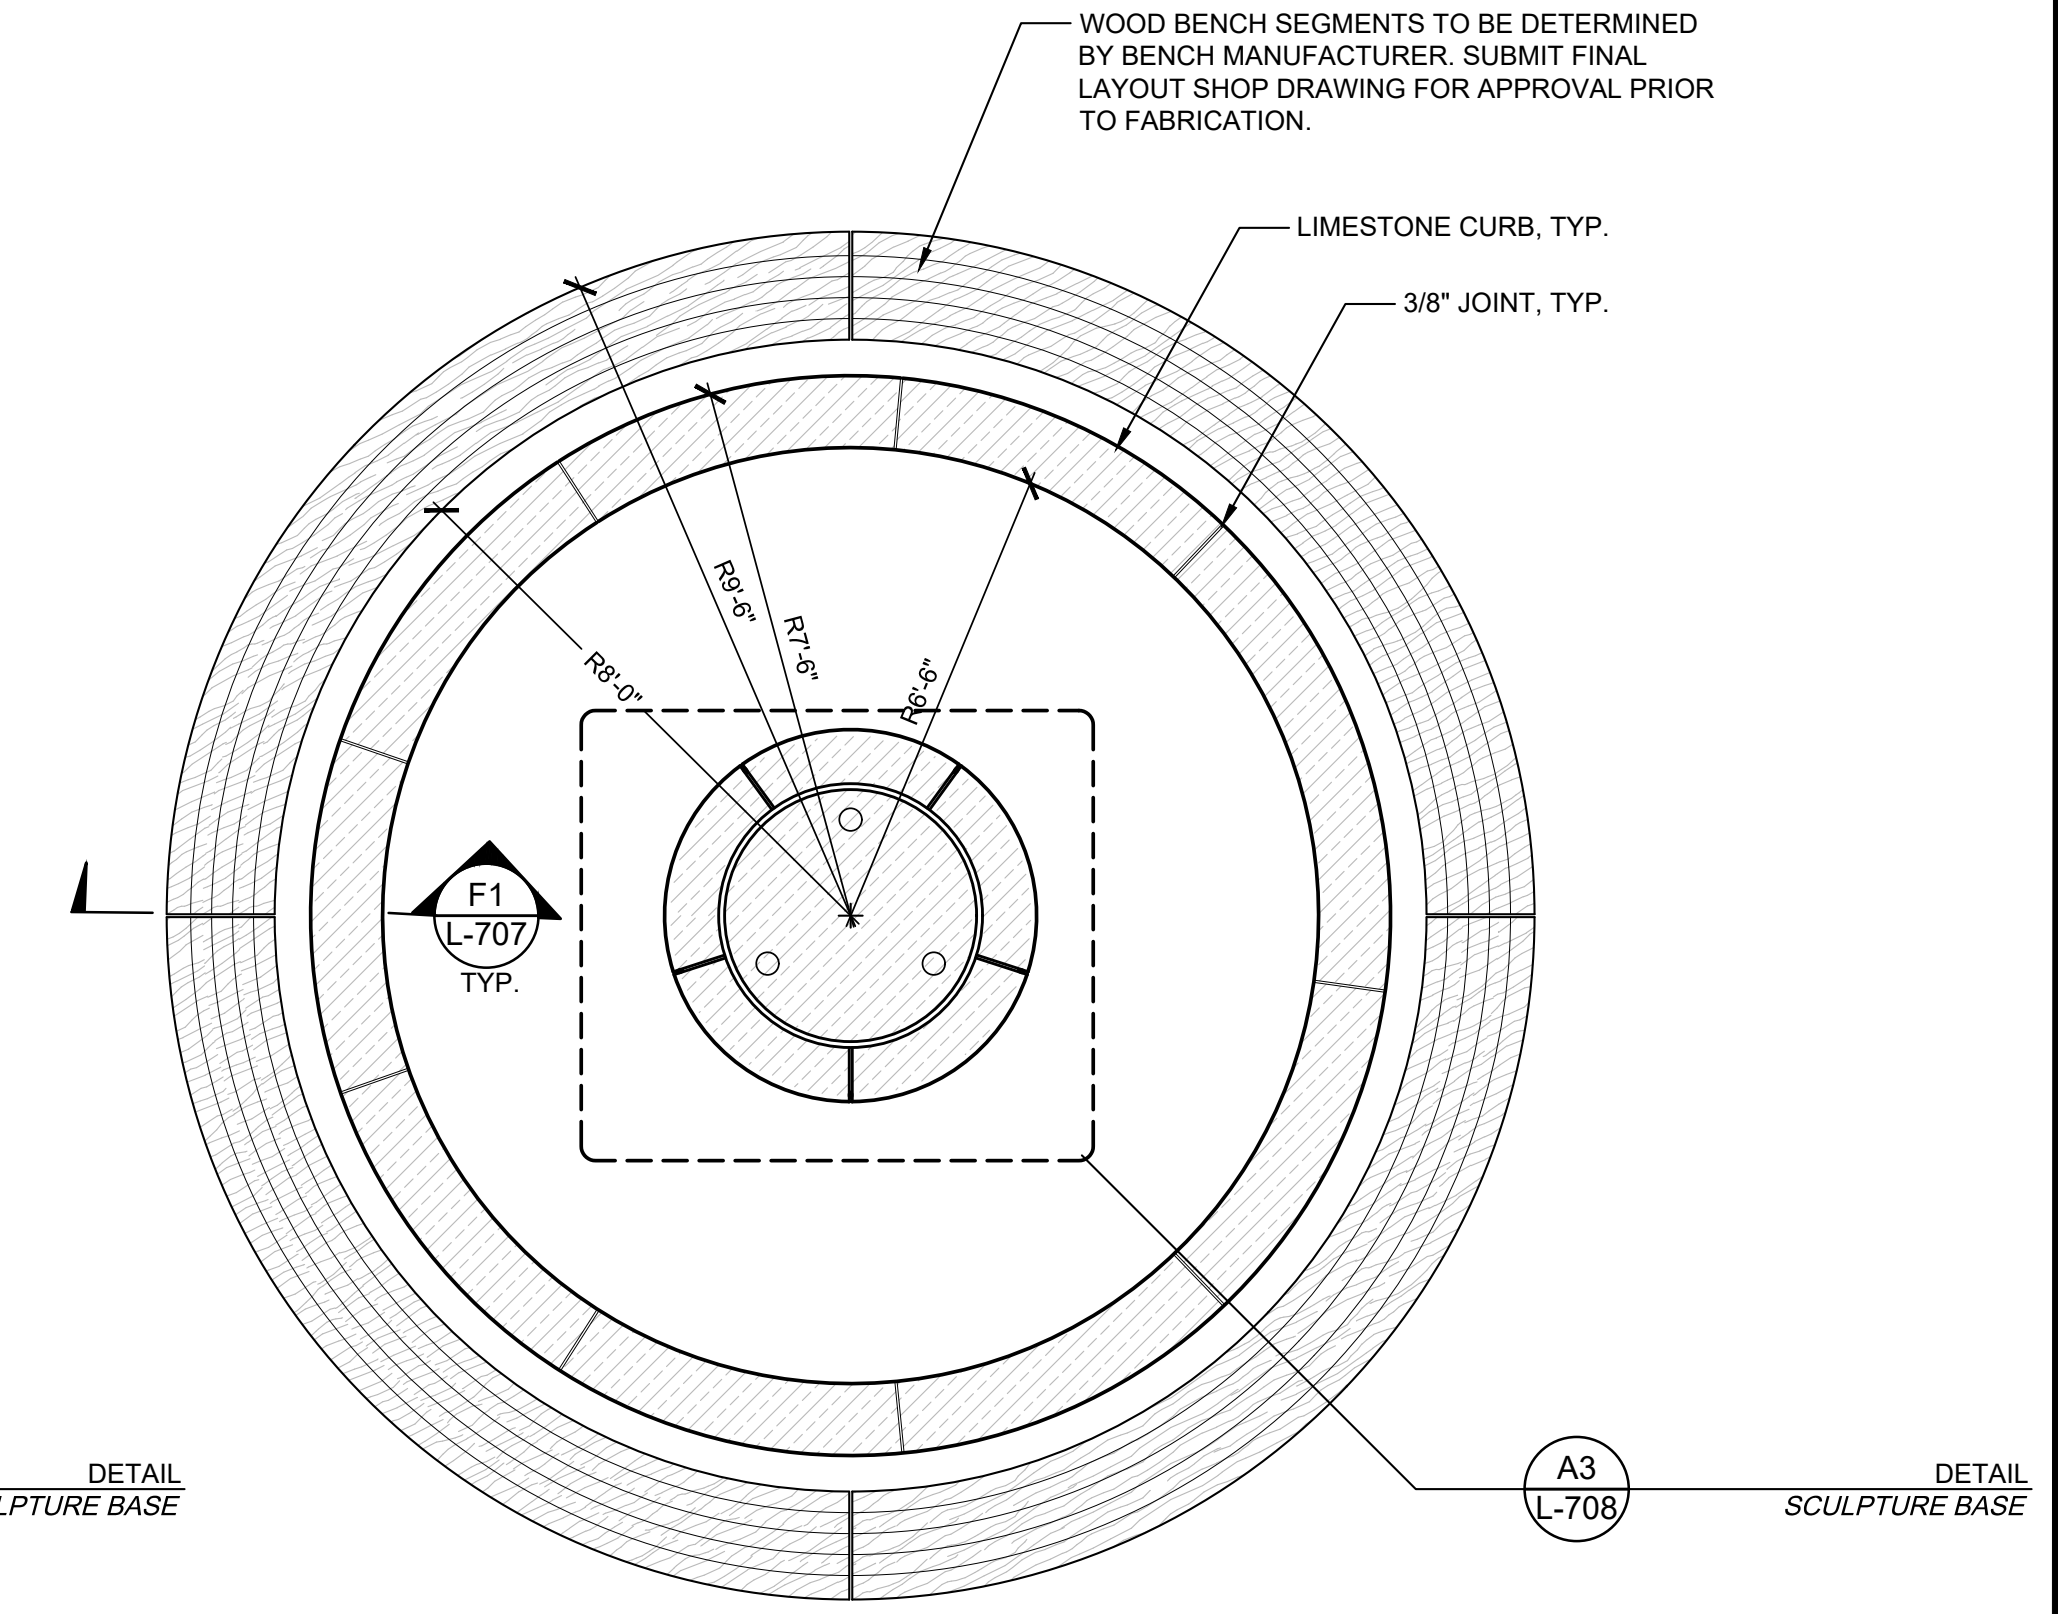 WOOD BENCH SEGMENTS TO BE DETERMINED
BY BENCH MANUFACTURER. SUBMIT FINAL
LAYOUT SHOP DRAWING FOR APPROVAL PRIOR
TO FABRICATION.
LIMESTONE CURB, TYP.
3/8" JOINT, TYP.
R9'-6"
R7'-6"
R8'-0"
R6'-6"
F1
L-707
TYP.
DETAIL
LPTURE BASE
A3
L-708
DETAIL
SCULPTURE BASE